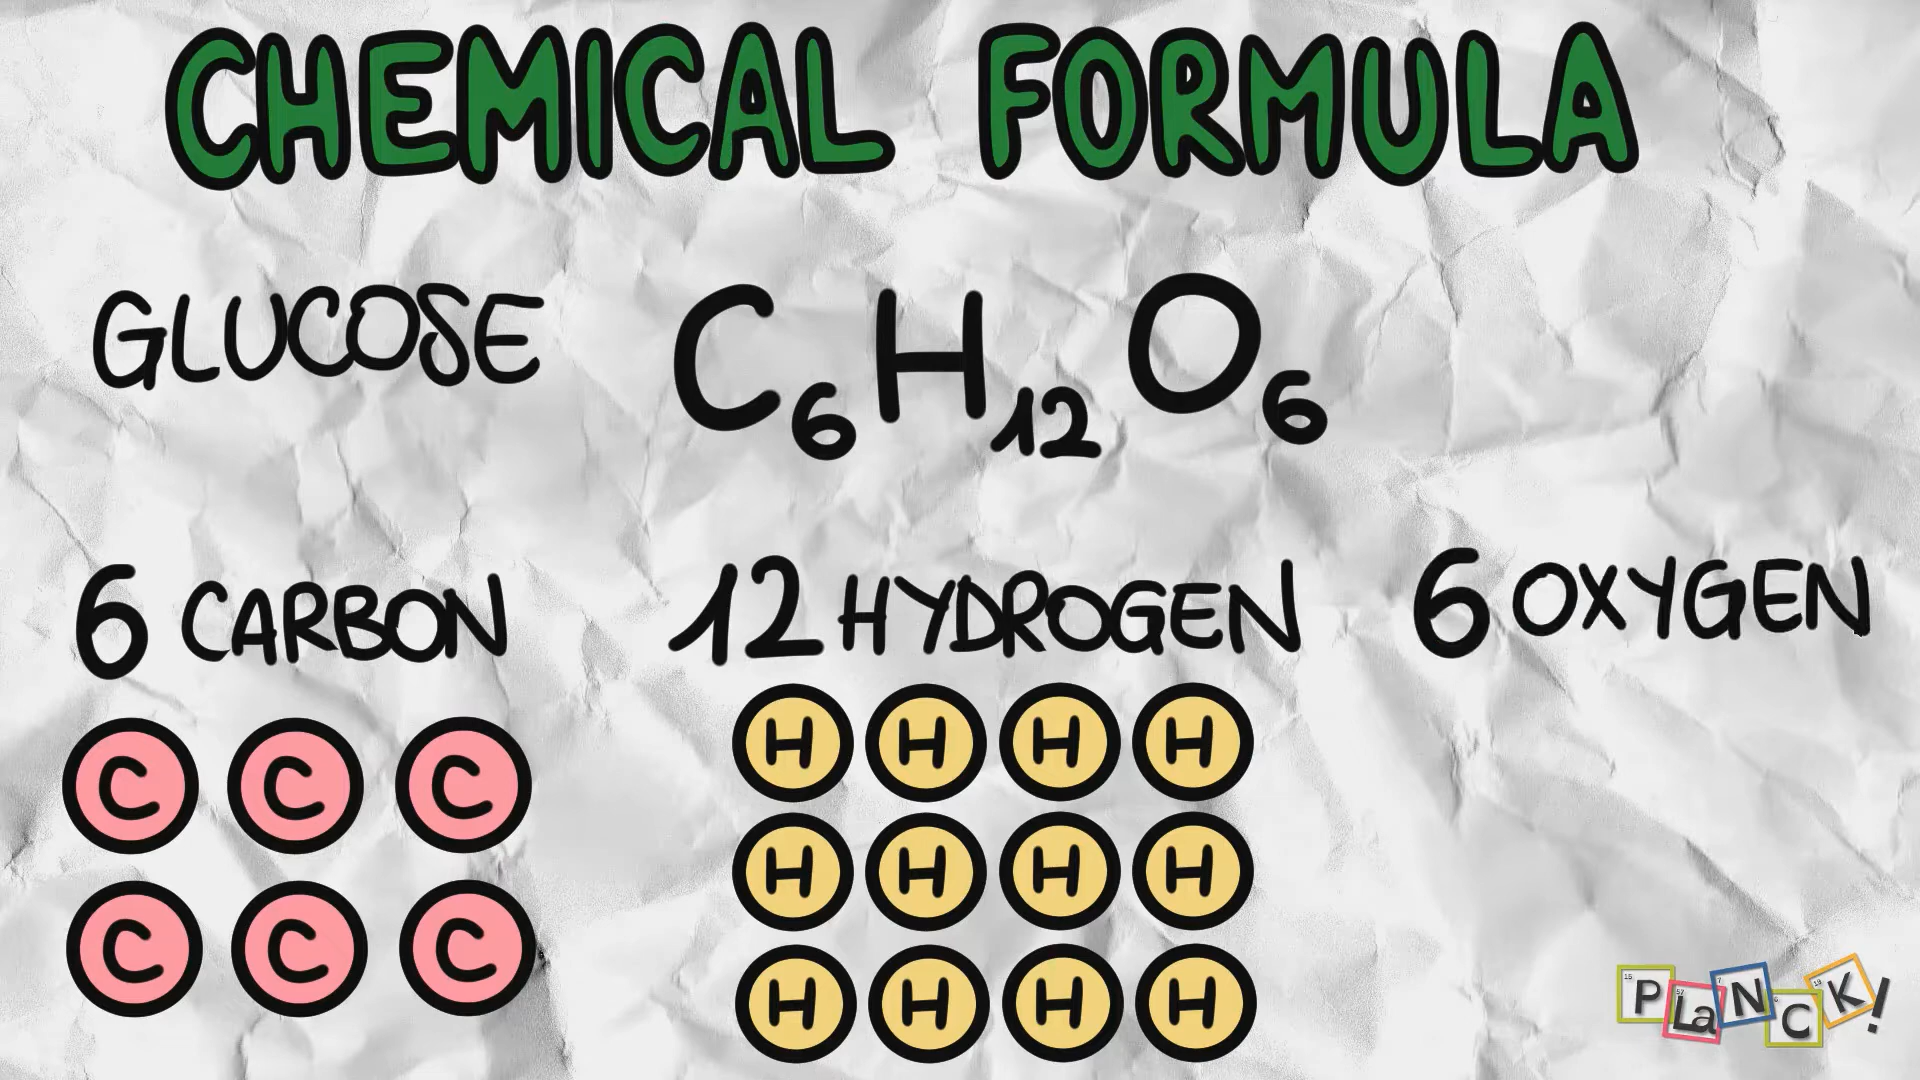 CHEMICAL FORMULA
GLUCOSE C₆H₁₂O₆
6 CARBON 12 HYDROGEN 6 OXYGEN
C C C
C C C
H H H H
H H H H
H H H H
PLaNCK!